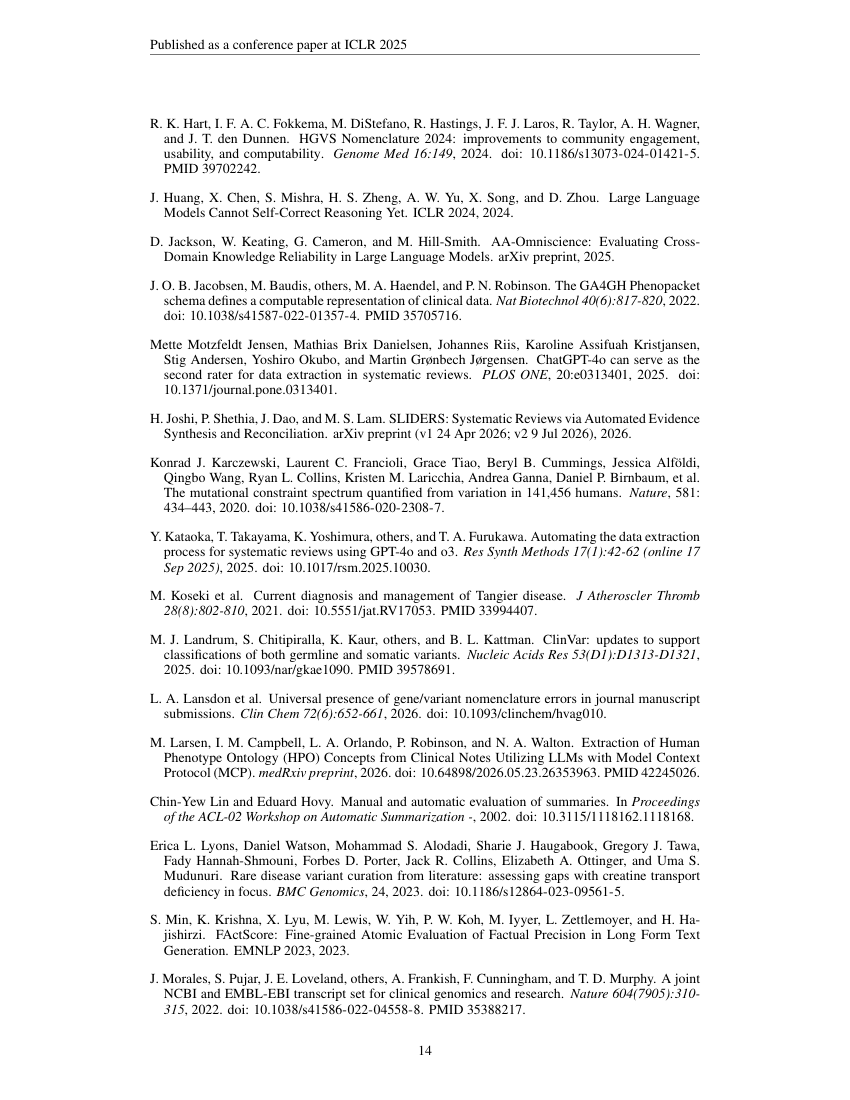 Published as a conference paper at ICLR 2025
R. K. Hart, I. F. A. C. Fokkema, M. DiStefano, R. Hastings, J. F. J. Laros, R. Taylor, A. H. Wagner,
and J. T. den Dunnen. HGVS Nomenclature 2024: improvements to community engagement,
usability, and computability. Genome Med 16:149, 2024. doi: 10.1186/s13073-024-01421-5.
PMID 39702242.
J. Huang, X. Chen, S. Mishra, H. S. Zheng, A. W. Yu, X. Song, and D. Zhou. Large Language
Models Cannot Self-Correct Reasoning Yet. ICLR 2024, 2024.
D. Jackson, W. Keating, G. Cameron, and M. Hill-Smith. AA-Omniscience: Evaluating Cross-
Domain Knowledge Reliability in Large Language Models. arXiv preprint, 2025.
J. O. B. Jacobsen, M. Baudis, others, M. A. Haendel, and P. N. Robinson. The GA4GH Phenopacket
schema defines a computable representation of clinical data. Nat Biotechnol 40(6):817-820, 2022.
doi: 10.1038/s41587-022-01357-4. PMID 35705716.
Mette Motzfeldt Jensen, Mathias Brix Danielsen, Johannes Riis, Karoline Assifuah Kristjansen,
Stig Andersen, Yoshiro Okubo, and Martin Grønbech Jørgensen. ChatGPT-4o can serve as the
second rater for data extraction in systematic reviews. PLOS ONE, 20:e0313401, 2025. doi:
10.1371/journal.pone.0313401.
H. Joshi, P. Shethia, J. Dao, and M. S. Lam. SLIDERS: Systematic Reviews via Automated Evidence
Synthesis and Reconciliation. arXiv preprint (v1 24 Apr 2026; v2 9 Jul 2026), 2026.
Konrad J. Karczewski, Laurent C. Francioli, Grace Tiao, Beryl B. Cummings, Jessica Alföldi,
Qingbo Wang, Ryan L. Collins, Kristen M. Laricchia, Andrea Ganna, Daniel P. Birnbaum, et al.
The mutational constraint spectrum quantified from variation in 141,456 humans. Nature, 581:
434–443, 2020. doi: 10.1038/s41586-020-2308-7.
Y. Kataoka, T. Takayama, K. Yoshimura, others, and T. A. Furukawa. Automating the data extraction
process for systematic reviews using GPT-4o and o3. Res Synth Methods 17(1):42-62 (online 17
Sep 2025), 2025. doi: 10.1017/rsm.2025.10030.
M. Koseki et al. Current diagnosis and management of Tangier disease. J Atheroscler Thromb
28(8):802-810, 2021. doi: 10.5551/jat.RV17053. PMID 33994407.
M. J. Landrum, S. Chitipiralla, K. Kaur, others, and B. L. Kattman. ClinVar: updates to support
classifications of both germline and somatic variants. Nucleic Acids Res 53(D1):D1313-D1321,
2025. doi: 10.1093/nar/gkae1090. PMID 39578691.
L. A. Lansdon et al. Universal presence of gene/variant nomenclature errors in journal manuscript
submissions. Clin Chem 72(6):652-661, 2026. doi: 10.1093/clinchem/hvag010.
M. Larsen, I. M. Campbell, L. A. Orlando, P. Robinson, and N. A. Walton. Extraction of Human
Phenotype Ontology (HPO) Concepts from Clinical Notes Utilizing LLMs with Model Context
Protocol (MCP). medRxiv preprint, 2026. doi: 10.64898/2026.05.23.26353963. PMID 42245026.
Chin-Yew Lin and Eduard Hovy. Manual and automatic evaluation of summaries. In Proceedings
of the ACL-02 Workshop on Automatic Summarization -, 2002. doi: 10.3115/1118162.1118168.
Erica L. Lyons, Daniel Watson, Mohammad S. Alodadi, Sharie J. Haugabook, Gregory J. Tawa,
Fady Hannah-Shmouni, Forbes D. Porter, Jack R. Collins, Elizabeth A. Ottinger, and Uma S.
Mudunuri. Rare disease variant curation from literature: assessing gaps with creatine transport
deficiency in focus. BMC Genomics, 24, 2023. doi: 10.1186/s12864-023-09561-5.
S. Min, K. Krishna, X. Lyu, M. Lewis, W. Yih, P. W. Koh, M. Iyyer, L. Zettlemoyer, and H. Ha-
jishirzi. FActScore: Fine-grained Atomic Evaluation of Factual Precision in Long Form Text
Generation. EMNLP 2023, 2023.
J. Morales, S. Pujar, J. E. Loveland, others, A. Frankish, F. Cunningham, and T. D. Murphy. A joint
NCBI and EMBL-EBI transcript set for clinical genomics and research. Nature 604(7905):310-
315, 2022. doi: 10.1038/s41586-022-04558-8. PMID 35388217.
14